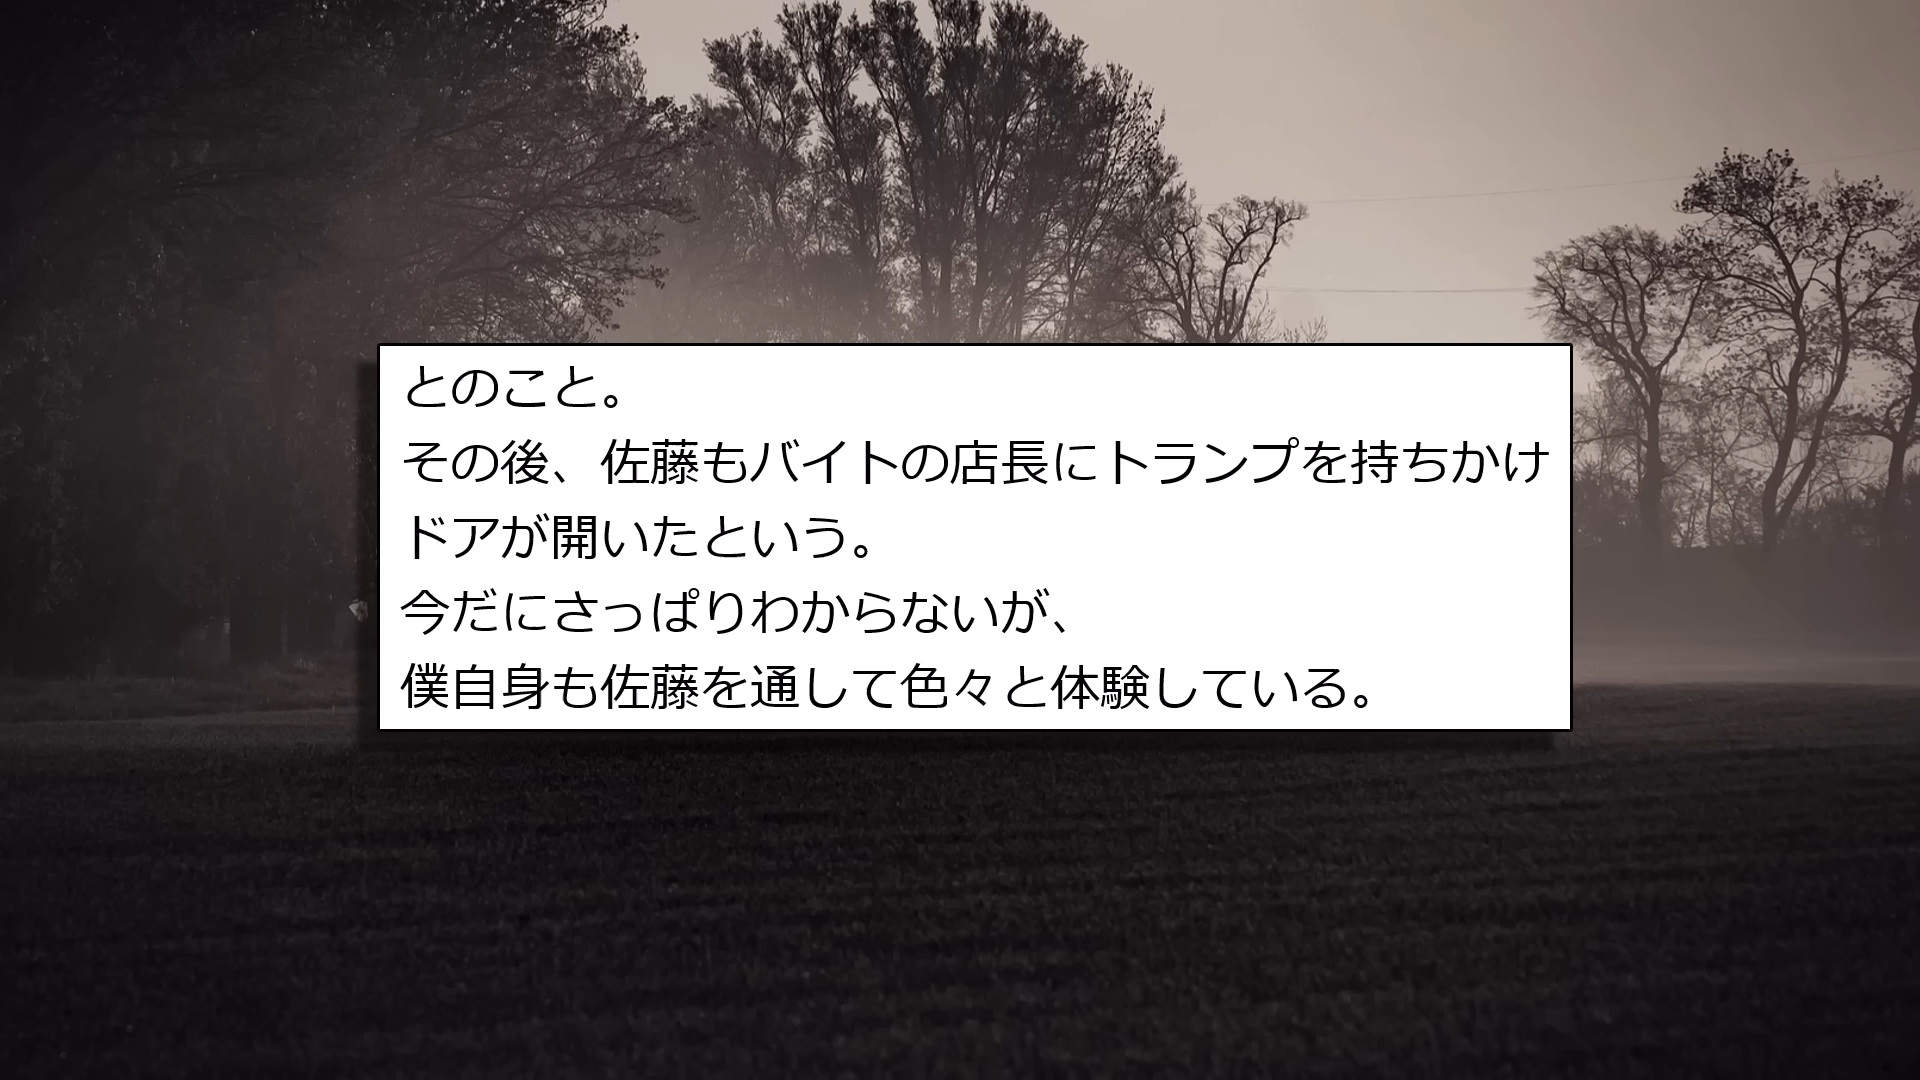 とのこと。
その後、佐藤もバイトの店長にトランプを持ちかけ
ドアが開いたという。
今だにさっぱりわからないが、
僕自身も佐藤を通して色々と体験している。